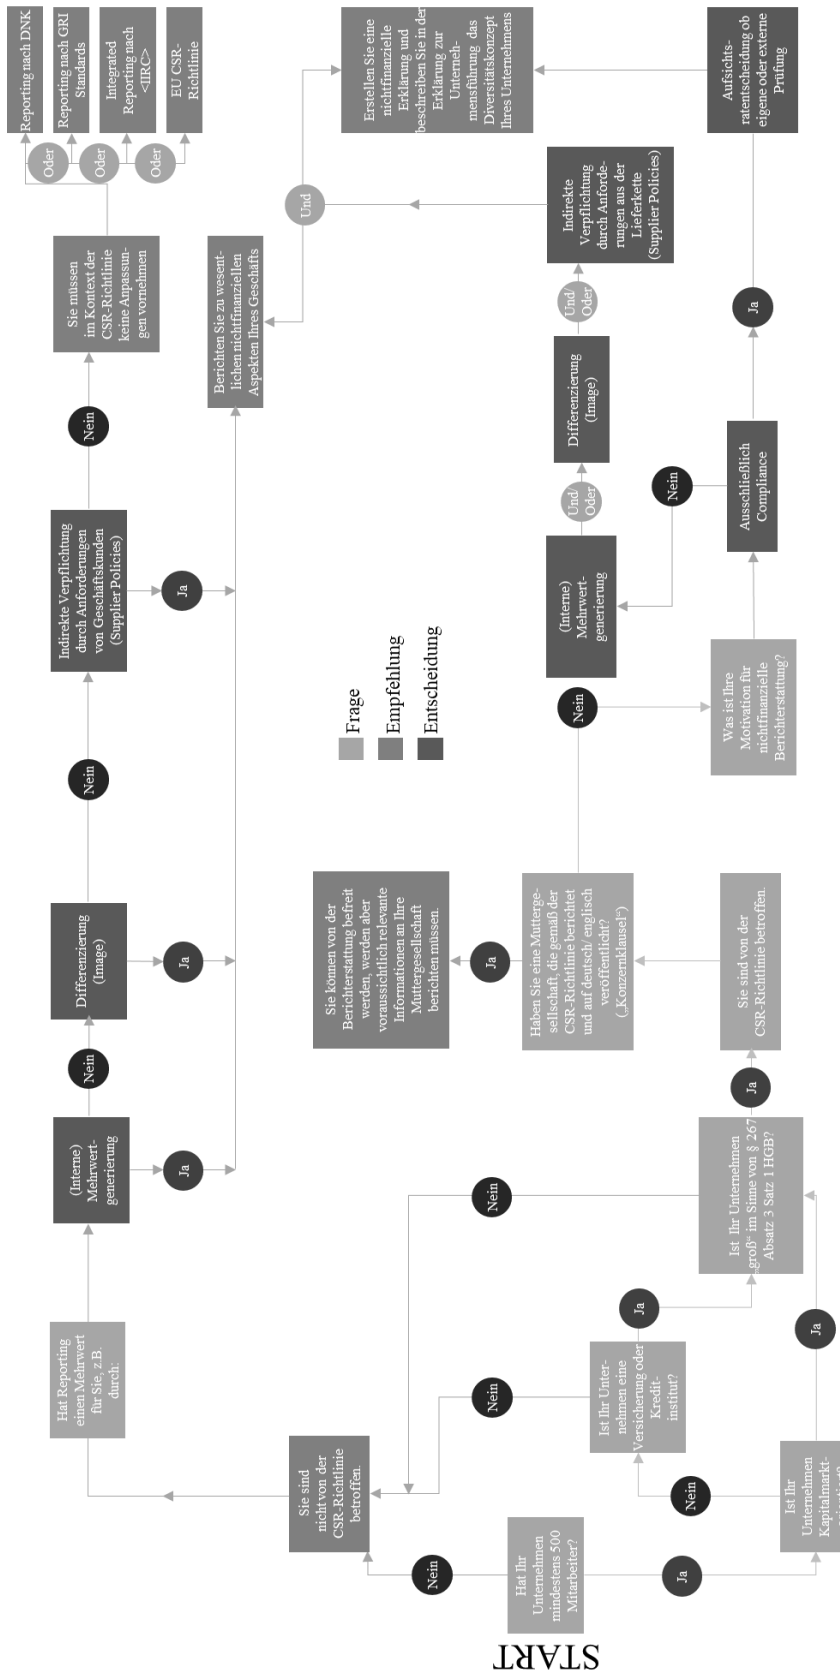 START
Hat Ihr
Unternehmen
mindestens 500
Mitarbeiter?
Nein
Ja
Ist Ihr
Unternehmen
Kapitalmarkt-
Nein
Ja
Ist Ihr Unter-
nehmen eine
Versicherung oder
Kredit-
institut?
Nein
Ja
Ist Ihr Unternehmen
groß“ im Sinne von § 267
Absatz 3 Satz 1 HGB?
Nein
Ja
Sie sind
nicht von der
CSR-Richtlinie
betroffen.
Hat Reporting
einen Mehrwert
für Sie, z.B.
durch:
(Interne)
Mehrwert-
generierung
Ja
Nein
Differenzierung
(Image)
Ja
Nein
Indirekte Verpflichtung
durch Anforderungen
von Geschäftskunden
(Supplier Policies)
Ja
Nein
Sie müssen
im Kontext der
CSR-Richtlinie
keine Anpassun-
gen vornehmen
Oder
Oder
Oder
Reporting nach DNK
Reporting nach GRI
Standards
Integrated
Reporting nach
<IIRC>
EU CSR-
Richtlinie
Berichten Sie zu wesent-
lichen nichtfinanziellen
Aspekten Ihres Geschäfts
Sie sind von der
CSR-Richtlinie betroffen.
Haben Sie eine Mutterge-
sellschaft, die gemäß der
CSR-Richtlinie berichtet
und auf deutsch/ englisch
veröffentlicht?
(„Konzernklausel“)
Ja
Sie können von der
Berichterstattung befreit
werden, werden aber
voraussichtlich relevante
Informationen an Ihre
Muttergesellschaft
berichten müssen.
Nein
Was ist Ihre
Motivation für
nichtfinanzielle
Berichterstattung?
Ausschließlich
Compliance
Nein
Ja
(Interne)
Mehrwert-
generierung
Und/
Oder
Differenzierung
(Image)
Und/
Oder
Indirekte
Verpflichtung
durch Anforde-
rungen aus der
Lieferkette
(Supplier Policies)
Und
Aufsichts-
ratentscheidung ob
eigene oder externe
Prüfung
Erstellen Sie eine
nichtfinanzielle
Erklärung und
beschreiben Sie in der
Erklärung zur
Unterneh-
mensführung das
Diversitätskonzept
Ihres Unternehmens
Frage
Empfehlung
Entscheidung